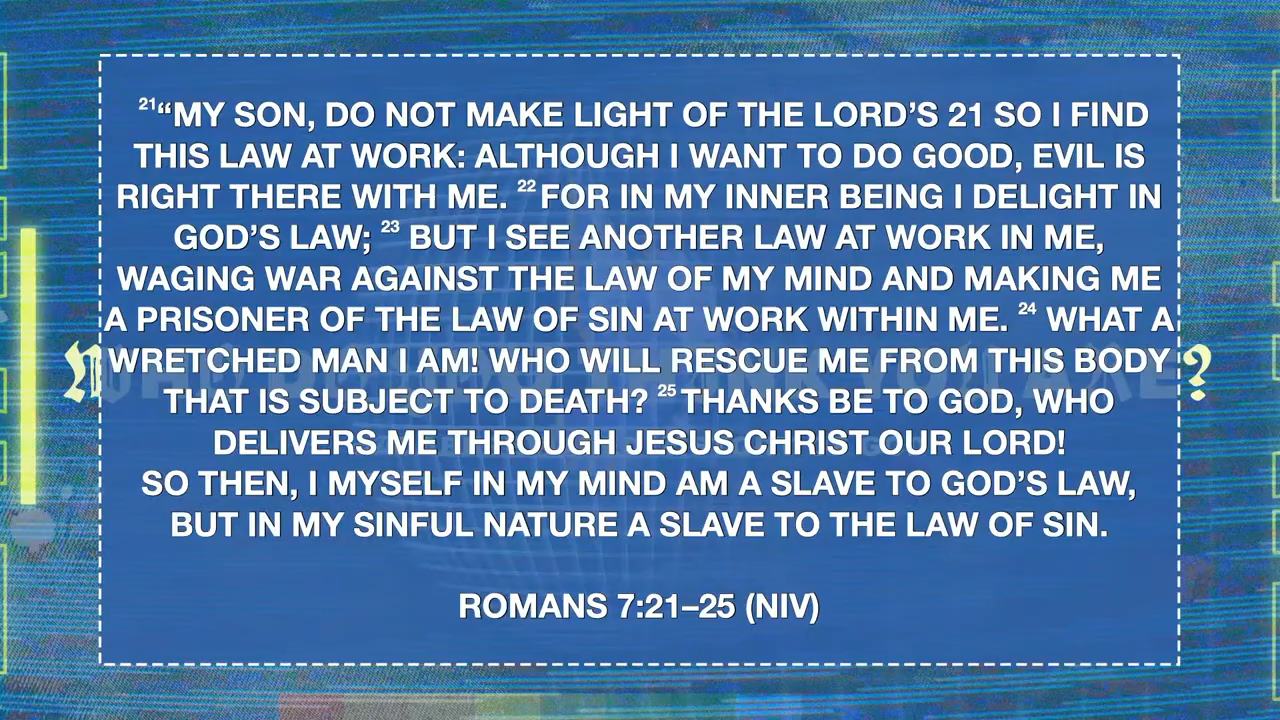 21“MY SON, DO NOT MAKE LIGHT OF THE LORD’S 21 SO I FIND
THIS LAW AT WORK: ALTHOUGH I WANT TO DO GOOD, EVIL IS
RIGHT THERE WITH ME. 22 FOR IN MY INNER BEING I DELIGHT IN
GOD’S LAW; 23 BUT I SEE ANOTHER LAW AT WORK IN ME,
WAGING WAR AGAINST THE LAW OF MY MIND AND MAKING ME
A PRISONER OF THE LAW OF SIN AT WORK WITHIN ME. 24 WHAT A
WRETCHED MAN I AM! WHO WILL RESCUE ME FROM THIS BODY
THAT IS SUBJECT TO DEATH? 25 THANKS BE TO GOD, WHO
DELIVERS ME THROUGH JESUS CHRIST OUR LORD!
SO THEN, I MYSELF IN MY MIND AM A SLAVE TO GOD’S LAW,
BUT IN MY SINFUL NATURE A SLAVE TO THE LAW OF SIN.
ROMANS 7:21–25 (NIV)